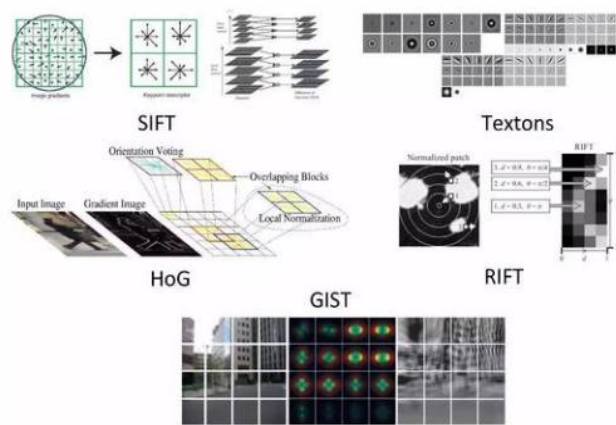 Image gradients
Keypoint descriptor
SIFT
Textons
Orientation Voting
Overlapping Blocks
Input Image
Gradient Image
Local Normalization
HoG
Normalized patch
RIFT
RIFT
GIST